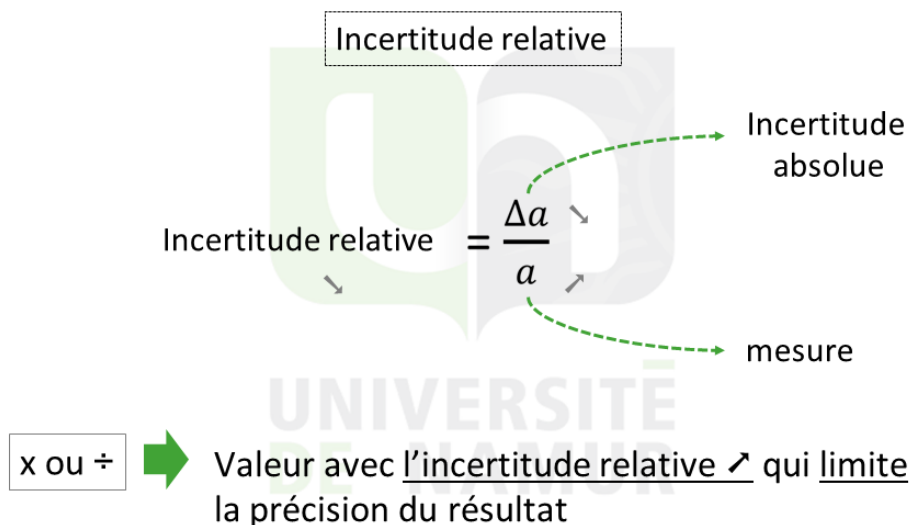 Incertitude relative
Incertitude
absolue
Incertitude relative = Δa/a ↘
↘ ↗
mesure
UNIVERSITÉ
DE NAMUR
x ou ÷
Valeur avec l'incertitude relative ↗ qui limite
la précision du résultat